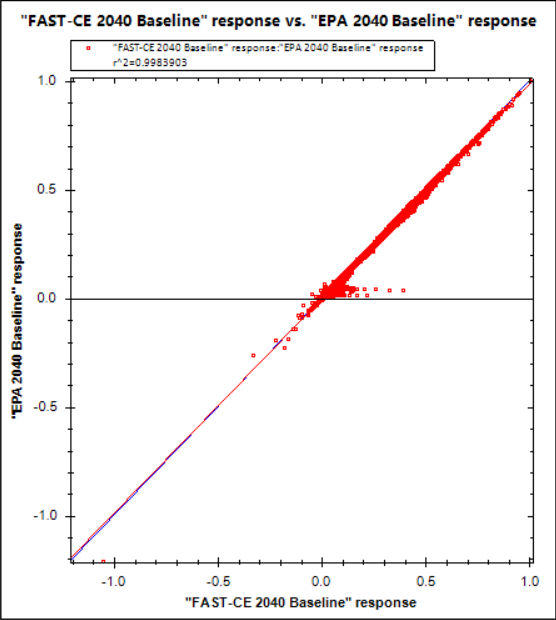 "FAST-CE 2040 Baseline" response vs. "EPA 2040 Baseline" response
"FAST-CE 2040 Baseline" response:"EPA 2040 Baseline" response
r^2=0.9983903
1.0
0.5
0.0
-0.5
-1.0
"EPA 2040 Baseline" response
-1.0 -0.5 0.0 0.5 1.0
"FAST-CE 2040 Baseline" response